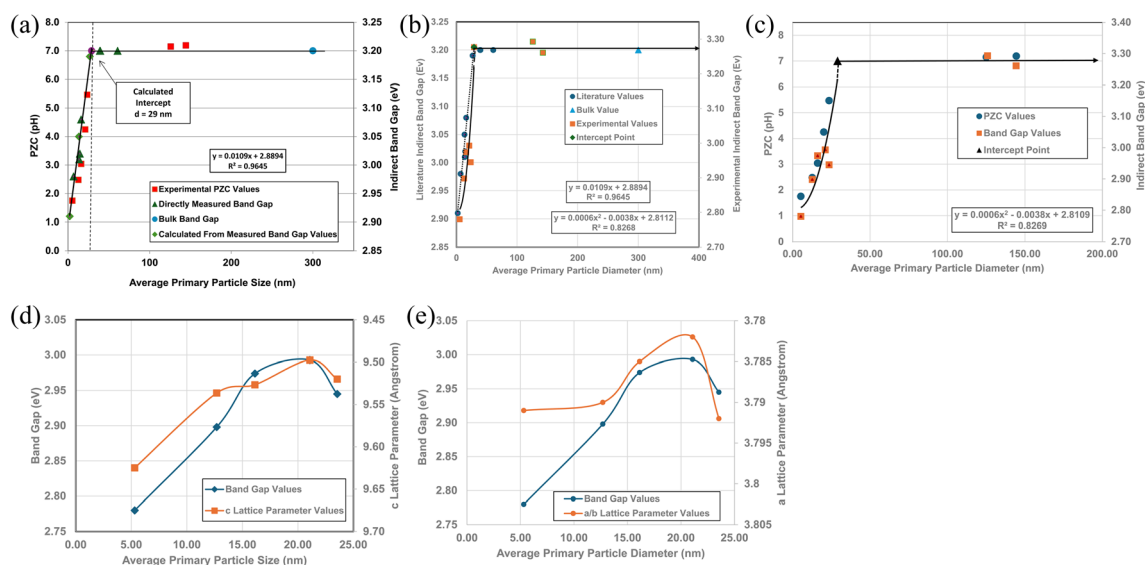 (a)
8.0
7.0
6.0
5.0
4.0
3.0
2.0
1.0
0.0
PZC (pH)
3.25
3.20
3.15
3.10
3.05
3.00
2.95
2.90
2.85
Indirect Band Gap (eV)
Calculated
Intercept
d = 29 nm
y = 0.0109x + 2.8894
R² = 0.9645
Experimental PZC Values
Directly Measured Band Gap
Bulk Band Gap
Calculated From Measured Band Gap Values
0 100 200 300
Average Primary Particle Size (nm)
(b)
3.25
3.20
3.15
3.10
3.05
3.00
2.95
2.90
2.85
Literature Indirect Band Gap (Ev)
3.30
3.20
3.10
3.00
2.90
2.80
2.70
Experimental Indirect Band Gap (eV)
Literature Values
Bulk Value
Experimental Values
Intercept Point
y = 0.0109x + 2.8894
R² = 0.9645
y = 0.0006x² - 0.0038x + 2.8112
R² = 0.8268
0 100 200 300 400
Average Primary Particle Diameter (nm)
(c)
8
7
6
5
4
3
2
1
0
PZC (pH)
3.40
3.30
3.20
3.10
3.00
2.90
2.80
2.70
Indirect Band Gap (eV)
PZC Values
Band Gap Values
Intercept Point
y = 0.0006x² - 0.0038x + 2.8109
R² = 0.8269
0.00 50.00 100.00 150.00 200.00
Average Primary Particle Diameter (nm)
(d)
3.05
3.00
2.95
2.90
2.85
2.80
2.75
Band Gap (eV)
9.45
9.50
9.55
9.60
9.65
9.70
c Lattice Parameter (Angstrom)
Band Gap Values
c Lattice Parameter Values
0.00 5.00 10.00 15.00 20.00 25.00
Average Primary Particle Size (nm)
(e)
3.05
3.00
2.95
2.90
2.85
2.80
2.75
Band Gap (eV)
3.78
3.785
3.79
3.795
3.8
3.805
a Lattice Parameter (Angstrom)
Band Gap Values
a/b Lattice Parameter Values
0.00 5.00 10.00 15.00 20.00 25.00
Average Primary Particle Diameter (nm)